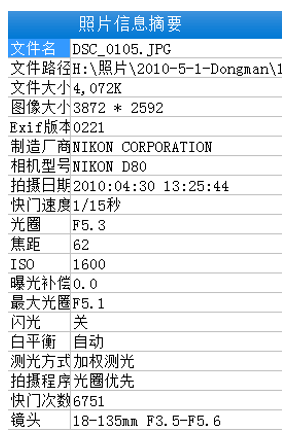 照片信息摘要
文件名 DSC_0105.JPG
文件路径 H:\照片\2010-5-1-Dongman\1
文件大小 4,072K
图像大小 3872 * 2592
Exif版本 0221
制造厂商 NIKON CORPORATION
相机型号 NIKON D80
拍摄日期 2010:04:30 13:25:44
快门速度 1/15秒
光圈 F5.3
焦距 62
ISO 1600
曝光补偿 0.0
最大光圈 F5.1
闪光 关
白平衡 自动
测光方式 加权测光
拍摄程序 光圈优先
快门次数 6751
镜头 18-135mm F3.5-F5.6